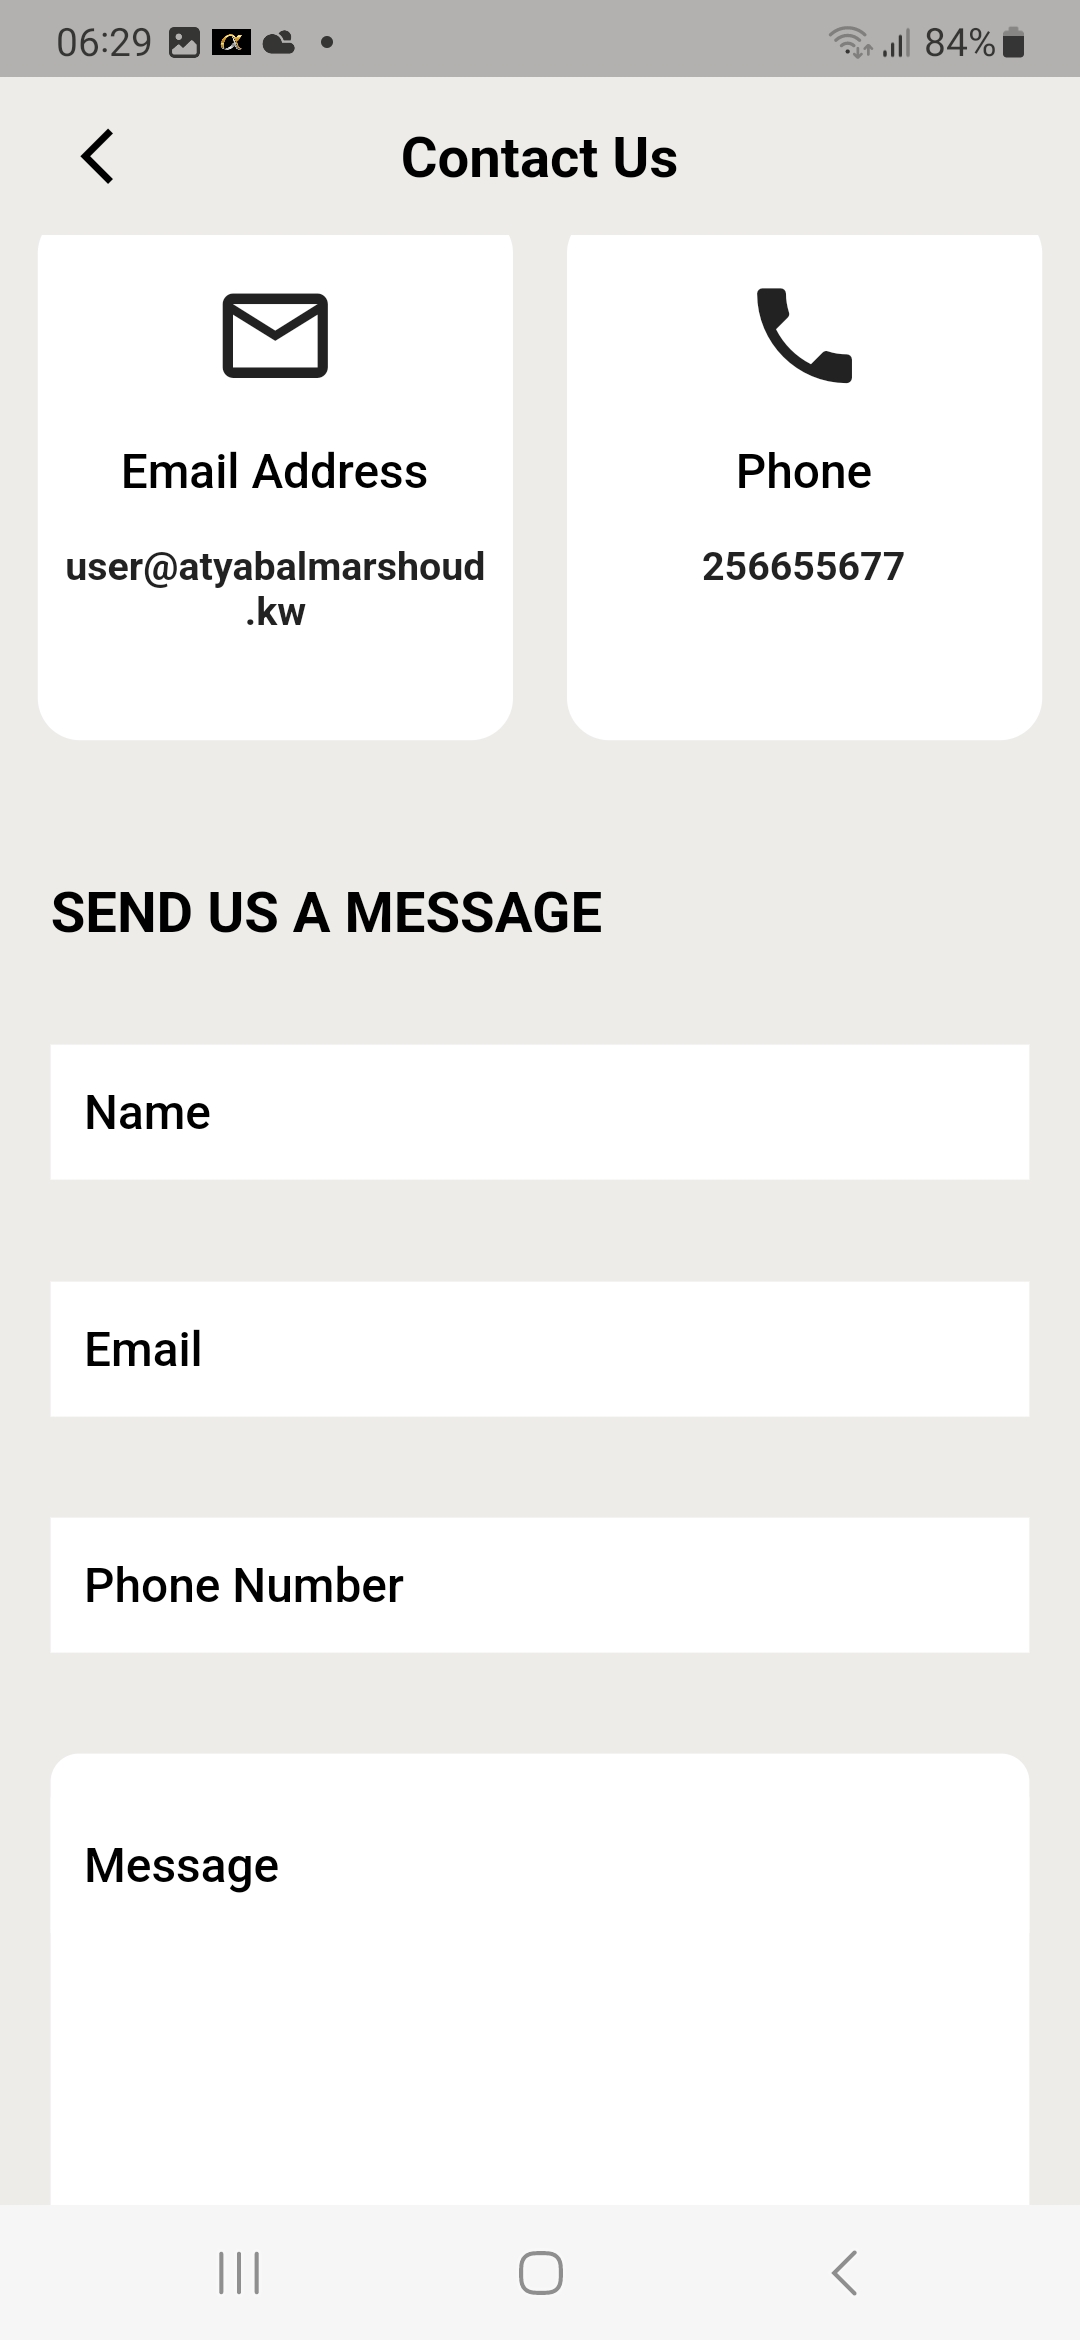 06:29
84%
Contact Us
Email Address
user@atyabalmarshoud
.kw
Phone
256655677
SEND US A MESSAGE
Name
Email
Phone Number
Message